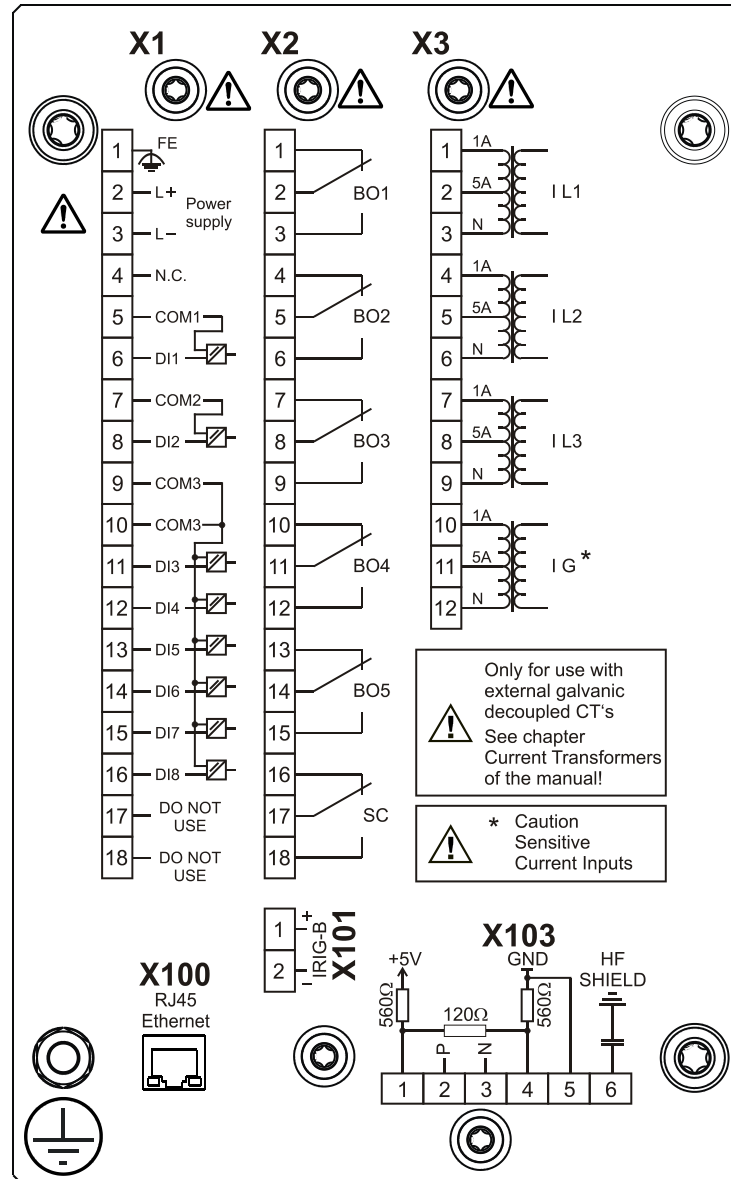 X1
X2
X3
1 FE
2 L+
Power
supply
3 L−
4 N.C.
5 COM1
6 DI1
7 COM2
8 DI2
9 COM3
10 COM3
11 DI3
12 DI4
13 DI5
14 DI6
15 DI7
16 DI8
17 DO NOT
USE
18 DO NOT
USE
1
2 BO1
3
4
5 BO2
6
7
8 BO3
9
10
11 BO4
12
13
14 BO5
15
16
17 SC
18
1 1A
2 5A I L1
3 N
4 1A
5 5A I L2
6 N
7 1A
8 5A I L3
9 N
10 1A
11 5A I G*
12 N
Only for use with
external galvanic
decoupled CT‘s
See chapter
Current Transformers
of the manual!
* Caution
Sensitive
Current Inputs
1 +
2 −
IRIG-B
X101
X100
RJ45
Ethernet
X103
+5V
GND
HF
SHIELD
560Ω
120Ω
560Ω
P
N
1 2 3 4 5 6